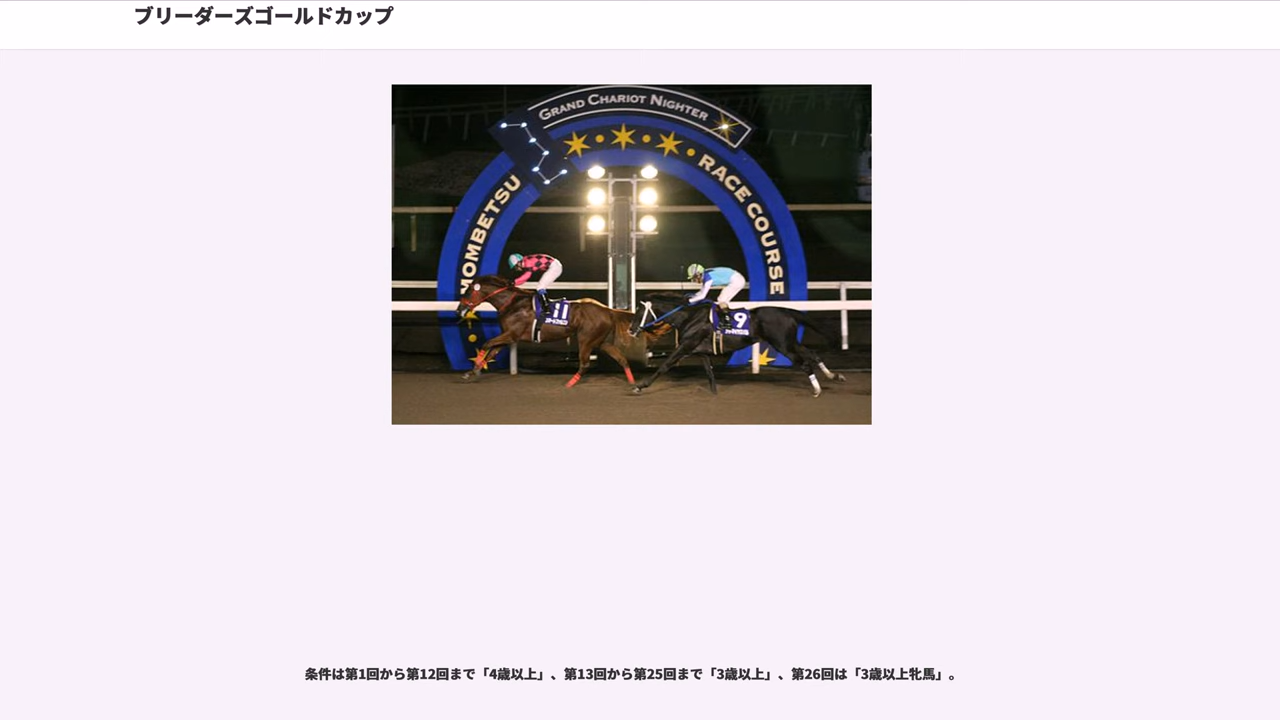 ブリーダーズゴールドカップ
GRAND CHARIOT NIGHTER
MOMBETSU
RACE COURSE
11
9
条件は第1回から第12回まで「4歳以上」、第13回から第25回まで「3歳以上」、第26回は「3歳以上牝馬」。